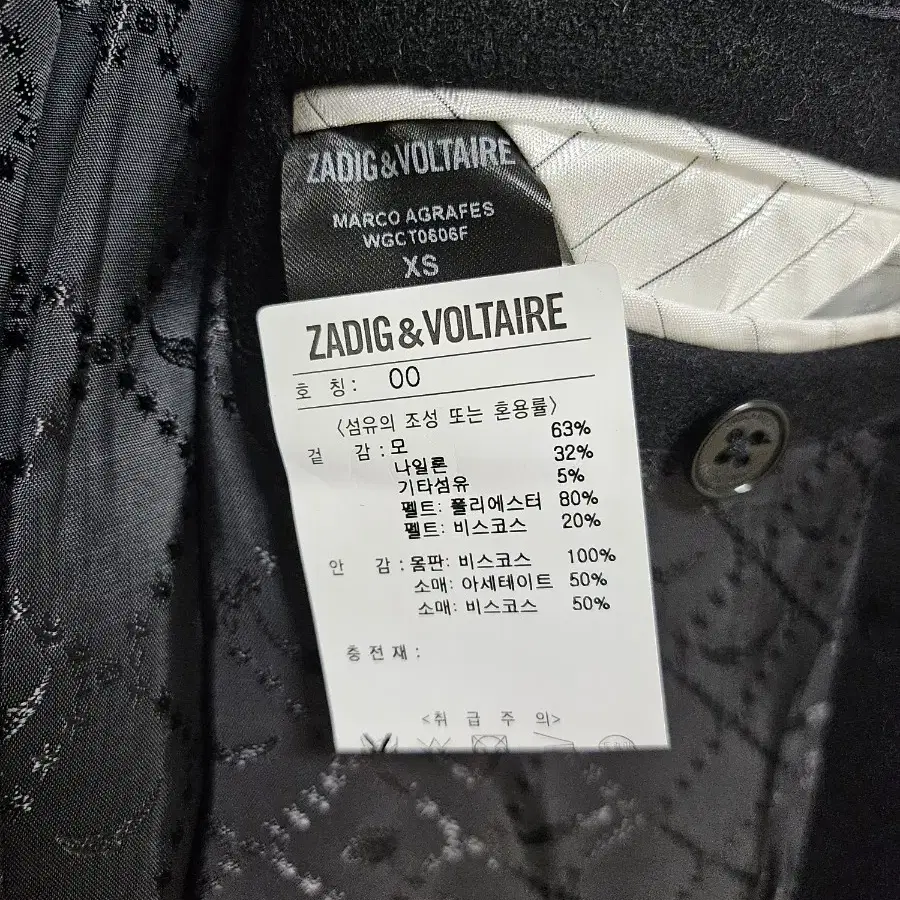 ZADIG&VOLTAIRE
MARCO AGRAFES
WGCT0606F
XS
ZADIG&VOLTAIRE
호 칭: 00
〈섬유의 조성 또는 혼용률〉
겉 감:모 63%
나일론 32%
기타섬유 5%
펠트: 폴리에스터 80%
펠트: 비스코스 20%
안 감:몸판: 비스코스 100%
소매: 아세테이트 50%
소매: 비스코스 50%
충전재:
<취 급 주 의>